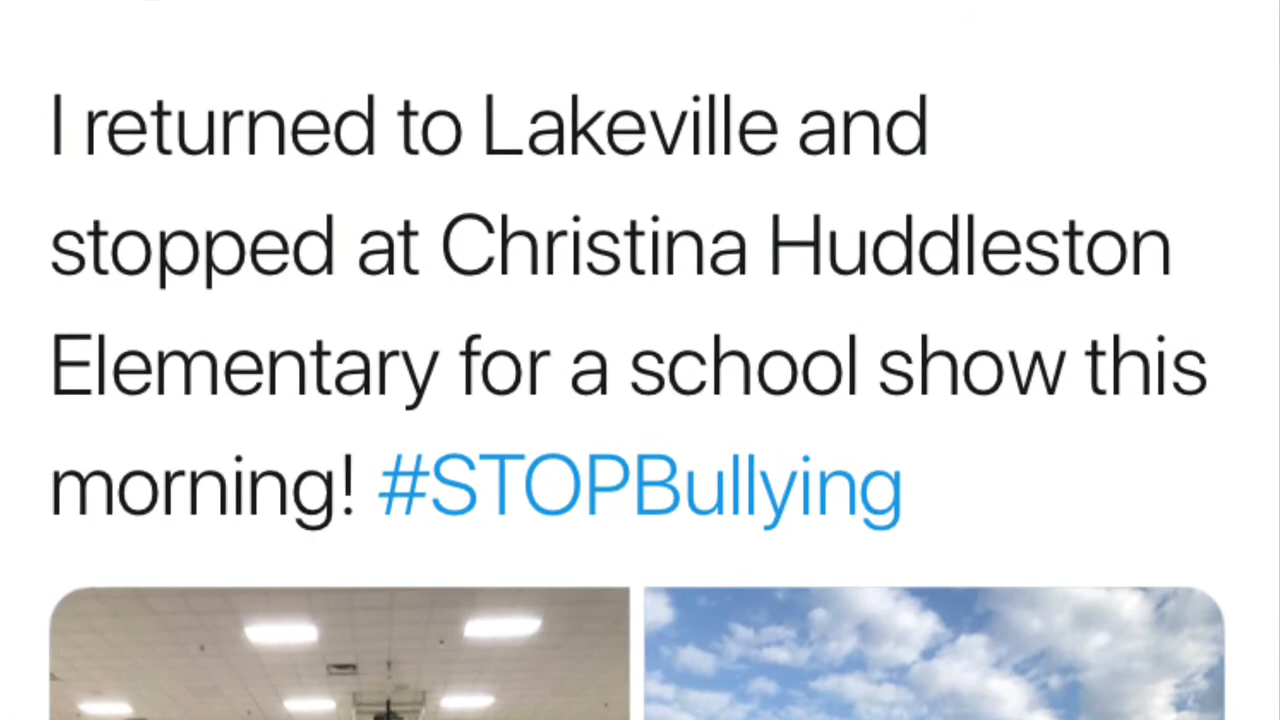 I returned to Lakeville and
stopped at Christina Huddleston
Elementary for a school show this
morning! #STOPBullying